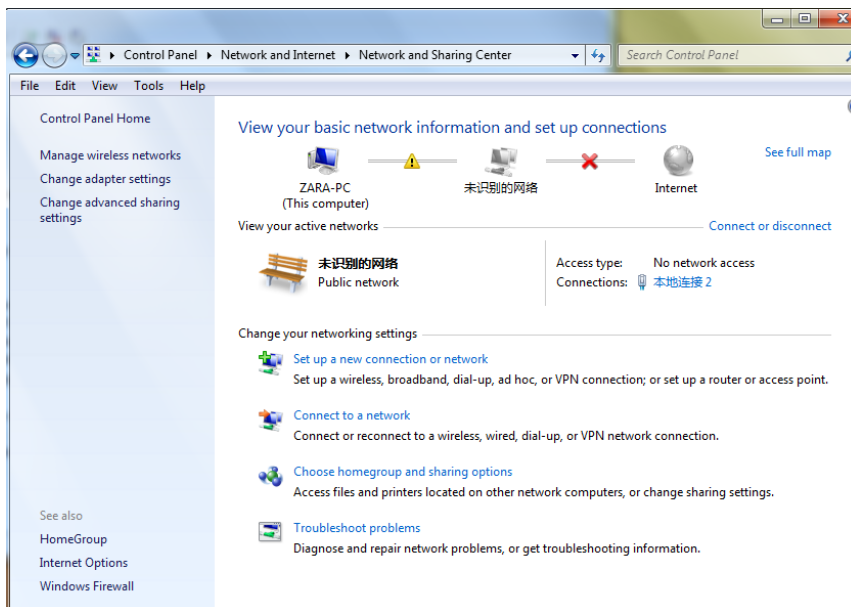 Control Panel Network and Internet Network and Sharing Center Search Control Panel
File Edit View Tools Help
Control Panel Home
Manage wireless networks
Change adapter settings
Change advanced sharing
settings
See also
HomeGroup
Internet Options
Windows Firewall
View your basic network information and set up connections
See full map
ZARA-PC
(This computer)
未识别的网络
Internet
View your active networks
Connect or disconnect
未识别的网络
Public network
Access type: No network access
Connections: 本地连接 2
Change your networking settings
Set up a new connection or network
Set up a wireless, broadband, dial-up, ad hoc, or VPN connection; or set up a router or access point.
Connect to a network
Connect or reconnect to a wireless, wired, dial-up, or VPN network connection.
Choose homegroup and sharing options
Access files and printers located on other network computers, or change sharing settings.
Troubleshoot problems
Diagnose and repair network problems, or get troubleshooting information.